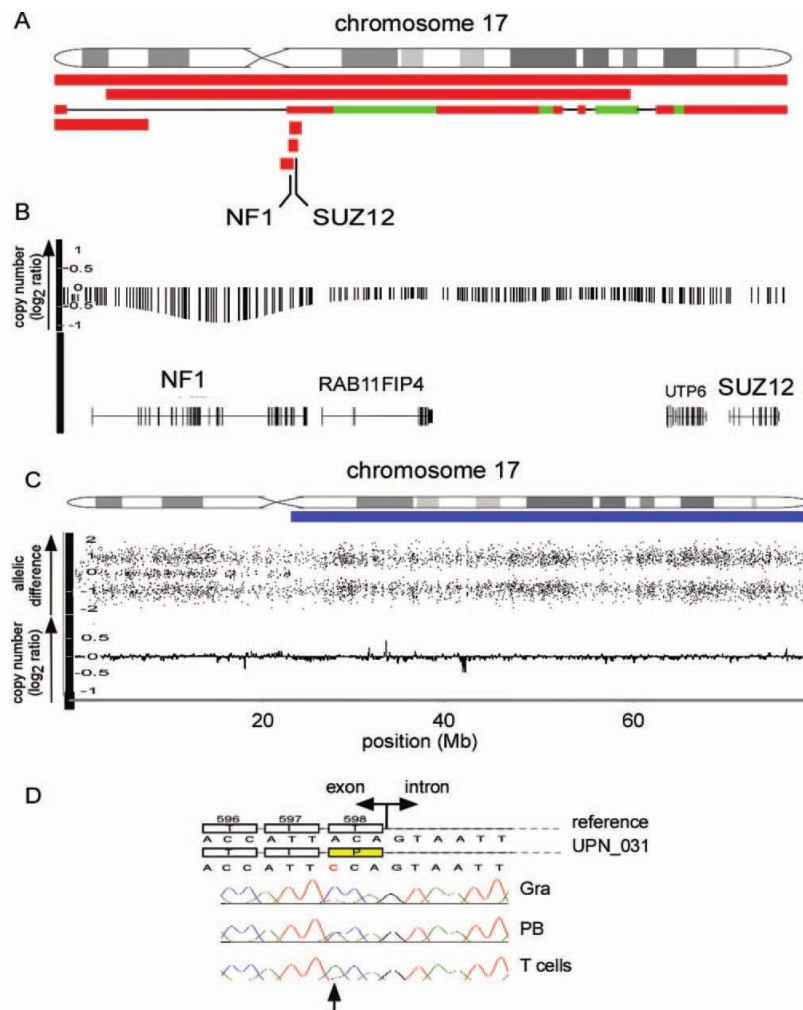 A
chromosome 17
NF1 SUZ12
B
copy number
(log2 ratio)
1
0.5
0
-0.5
-1
NF1
RAB11FIP4
UTP6
SUZ12
chromosome 17
C
allelic
difference
2
1
0
-1
-2
copy number
(log2 ratio)
0.5
0
-0.5
-1
20 40 60
position (Mb)
D
exon intron
596 597 598
T I T
reference
A C C A T T A C A G T A A T T
UPN_031
T I P
A C C A T T C C A G T A A T T
Gra
PB
T cells